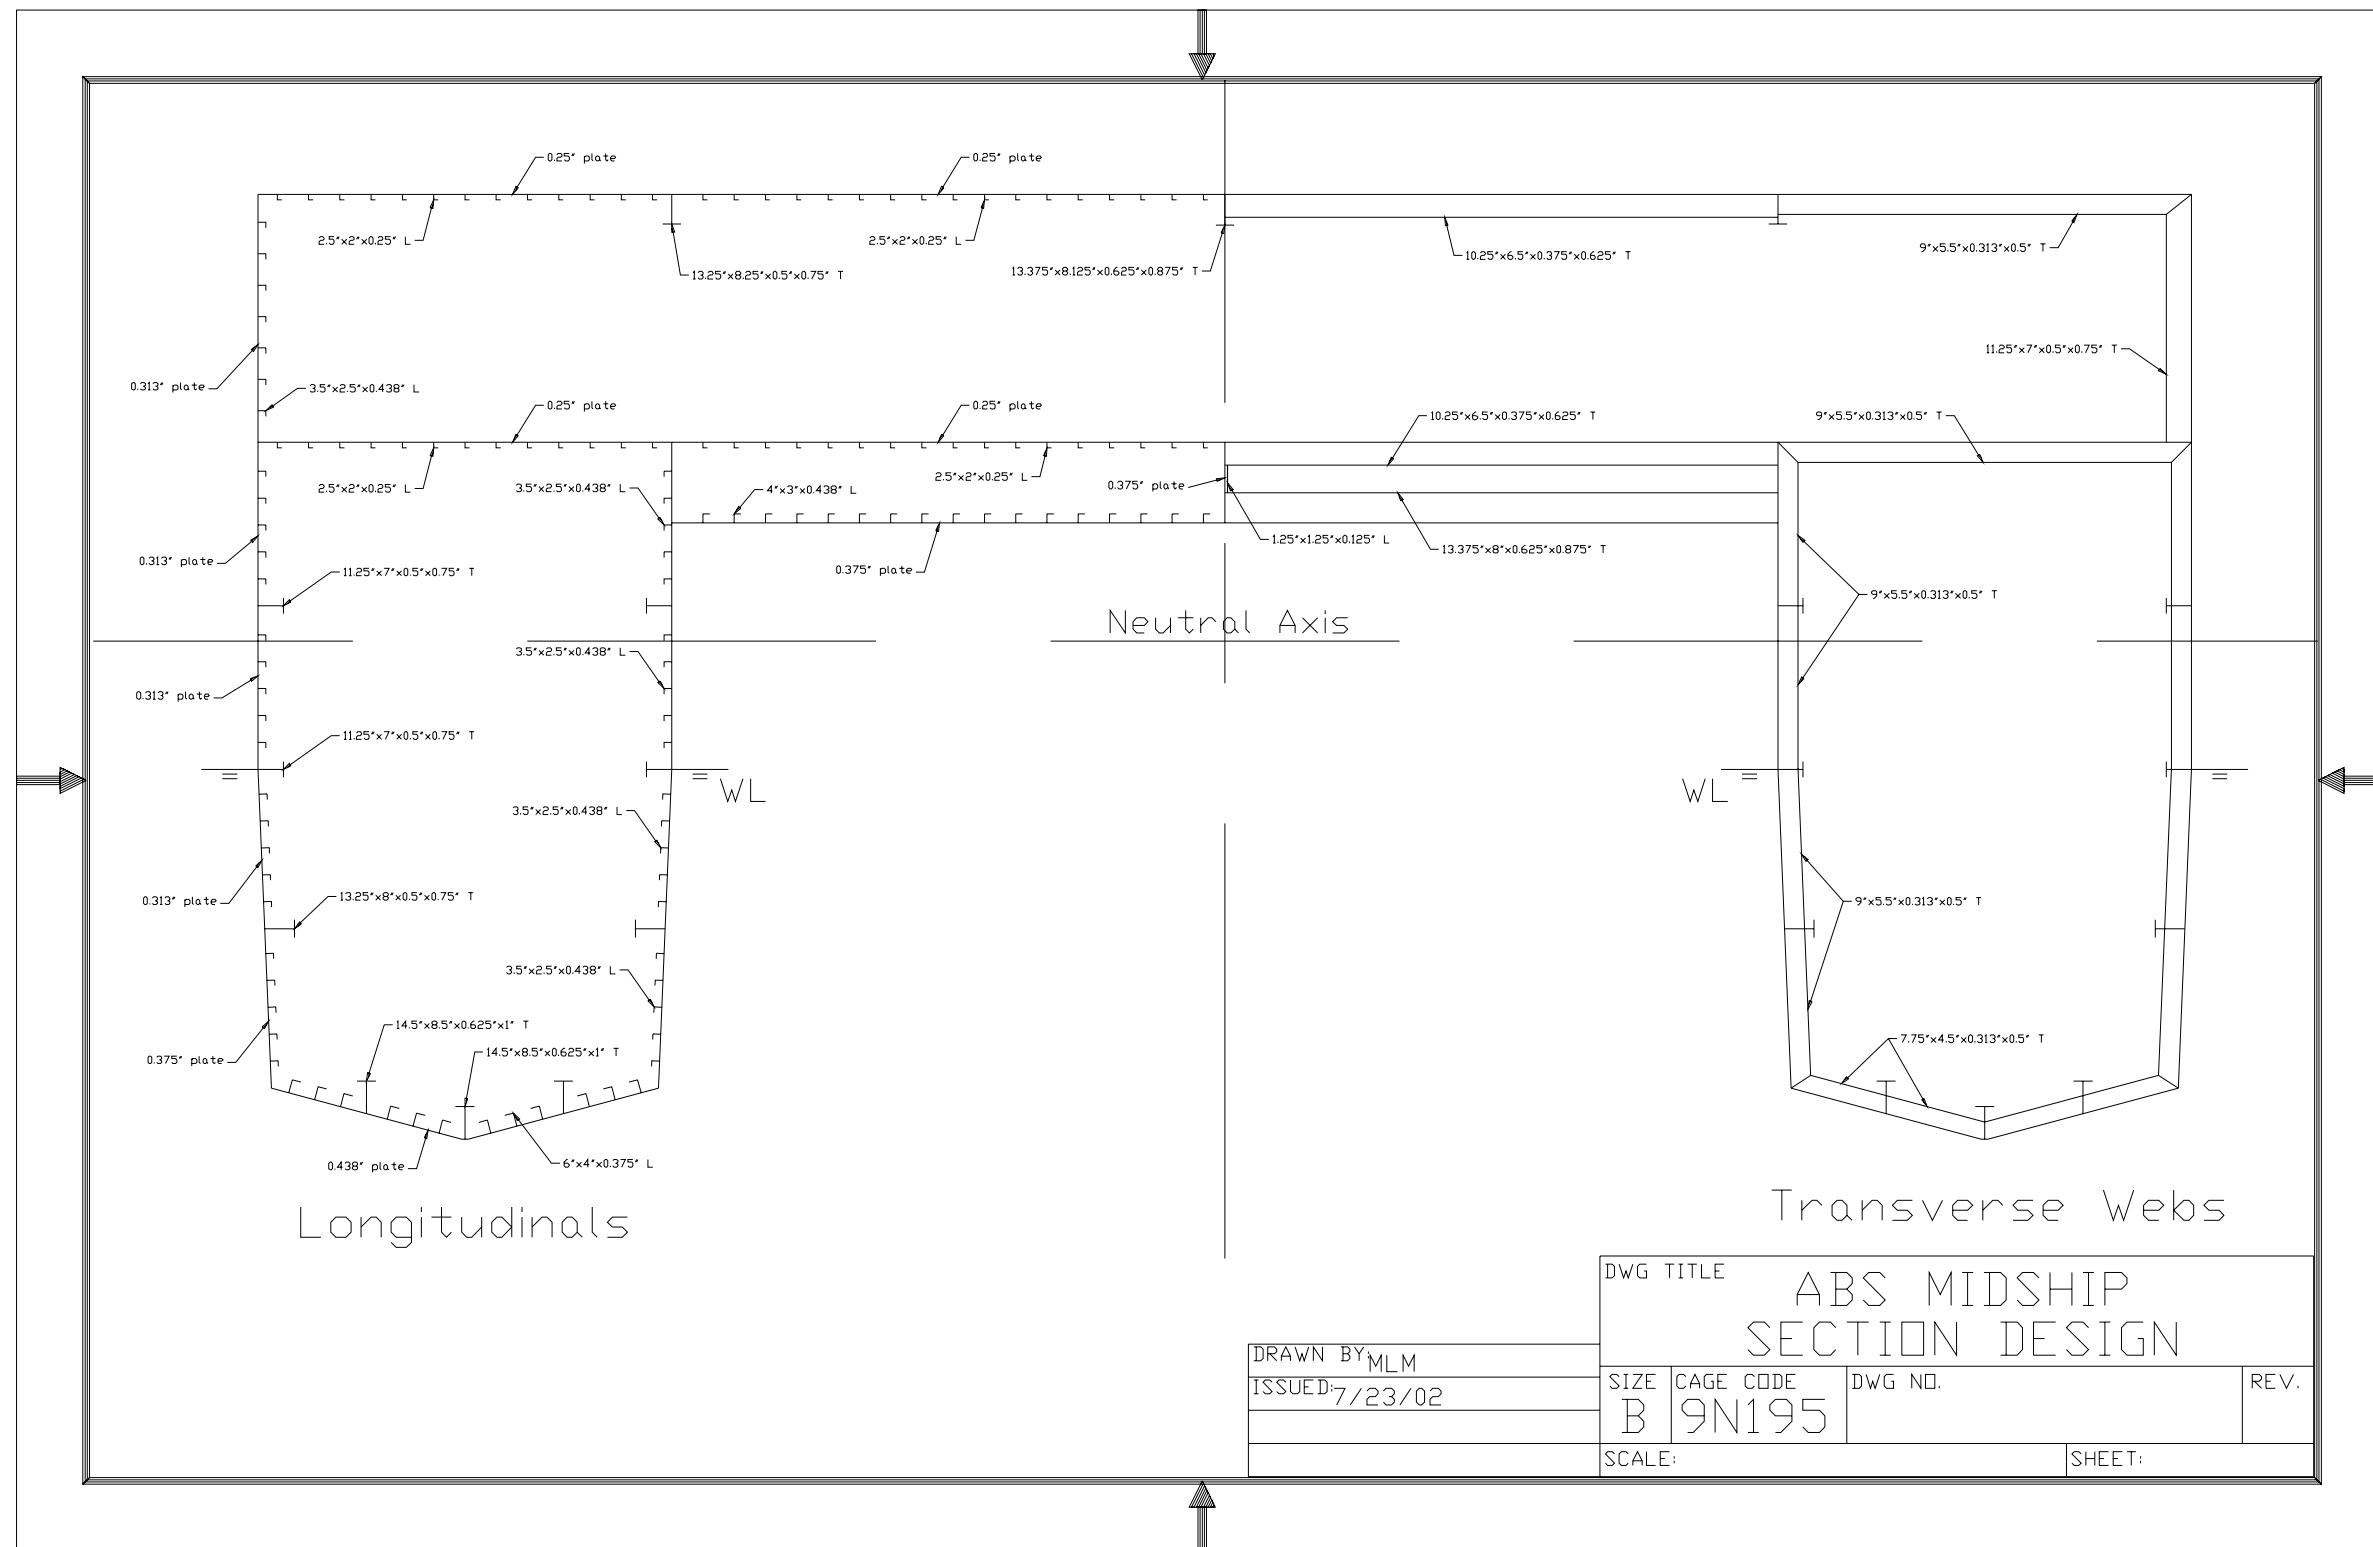 0.25" plate
0.25" plate
2.5"x2"x0.25" L
2.5"x2"x0.25" L
13.25"x8.25"x0.5"x0.75" T
13.375"x8.125"x0.625"x0.875" T
10.25"x6.5"x0.375"x0.625" T
9"x5.5"x0.313"x0.5" T
11.25"x7"x0.5"x0.75" T
0.313" plate
3.5"x2.5"x0.438" L
0.25" plate
0.25" plate
10.25"x6.5"x0.375"x0.625" T
9"x5.5"x0.313"x0.5" T
2.5"x2"x0.25" L
3.5"x2.5"x0.438" L
4"x3"x0.438" L
2.5"x2"x0.25" L
0.375" plate
0.313" plate
11.25"x7"x0.5"x0.75" T
0.375" plate
1.25"x1.25"x0.125" L
13.375"x8"x0.625"x0.875" T
9"x5.5"x0.313"x0.5" T
Neutral Axis
3.5"x2.5"x0.438" L
0.313" plate
11.25"x7"x0.5"x0.75" T
WL
WL
3.5"x2.5"x0.438" L
0.313" plate
13.25"x8"x0.5"x0.75" T
9"x5.5"x0.313"x0.5" T
3.5"x2.5"x0.438" L
14.5"x8.5"x0.625"x1" T
14.5"x8.5"x0.625"x1" T
0.375" plate
7.75"x4.5"x0.313"x0.5" T
0.438" plate
6"x4"x0.375" L
Longitudinals
Transverse Webs
DWG TITLE
ABS MIDSHIP
SECTION DESIGN
DRAWN BY: MLM
ISSUED: 7/23/02
SIZE
B
CAGE CODE
9N195
DWG NO.
REV.
SCALE:
SHEET: